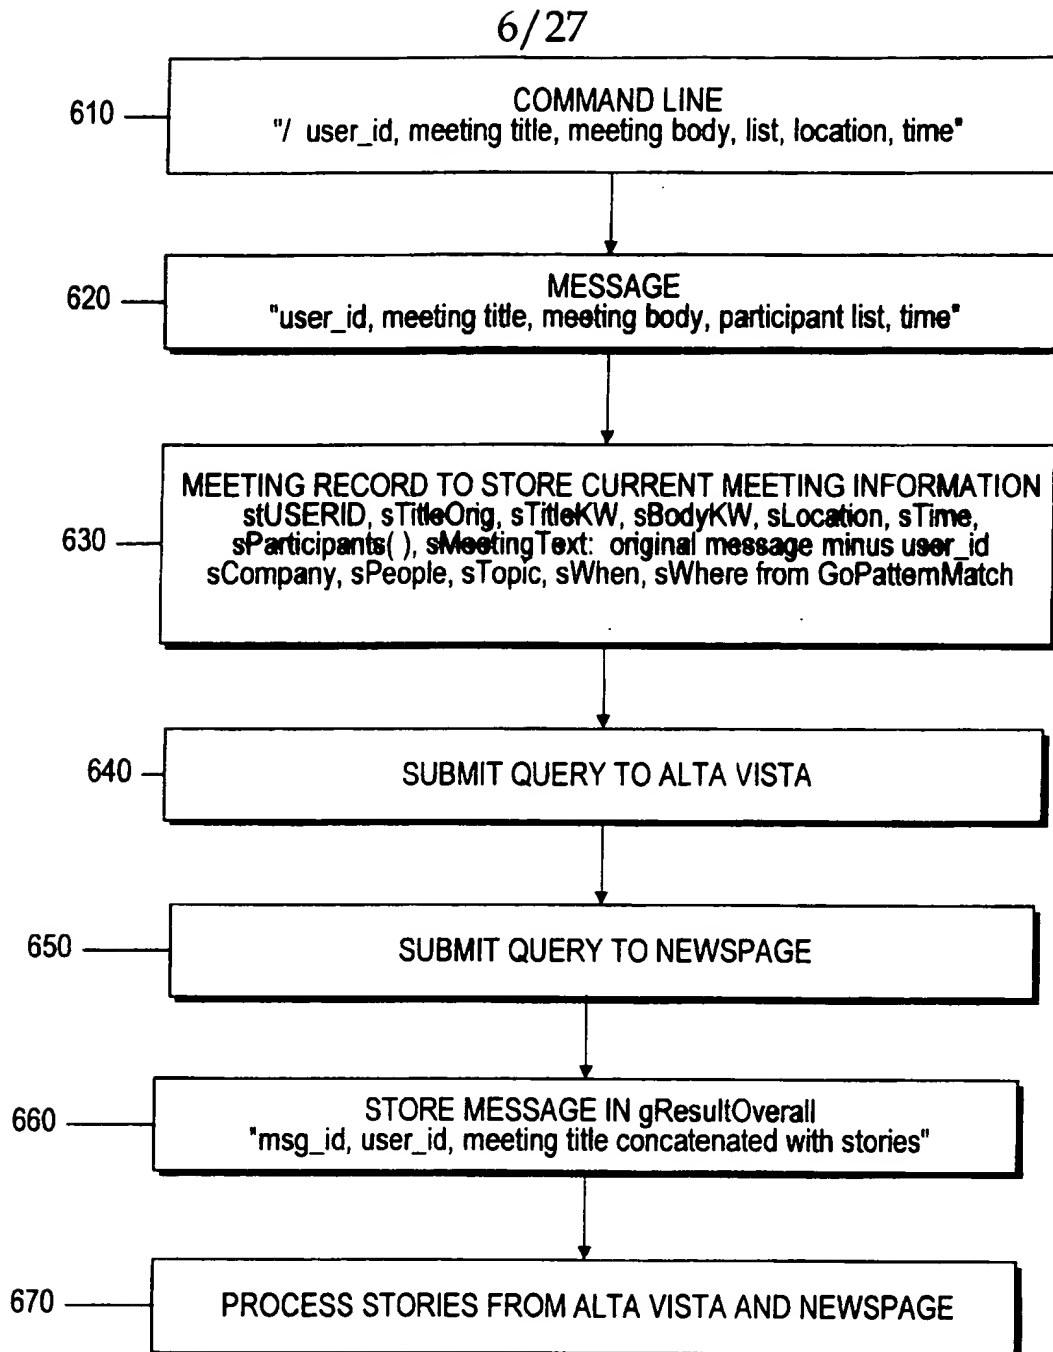 6/27
610
COMMAND LINE
"/ user_id, meeting title, meeting body, list, location, time"
620
MESSAGE
"user_id, meeting title, meeting body, participant list, time"
630
MEETING RECORD TO STORE CURRENT MEETING INFORMATION
stUSERID, sTitleOrig, sTitleKW, sBodyKW, sLocation, sTime,
sParticipants( ), sMeetingText: original message minus user_id
sCompany, sPeople, sTopic, sWhen, sWhere from GoPatternMatch
640
SUBMIT QUERY TO ALTA VISTA
650
SUBMIT QUERY TO NEWSPAGE
660
STORE MESSAGE IN gResultOverall
"msg_id, user_id, meeting title concatenated with stories"
670
PROCESS STORIES FROM ALTA VISTA AND NEWSPAGE